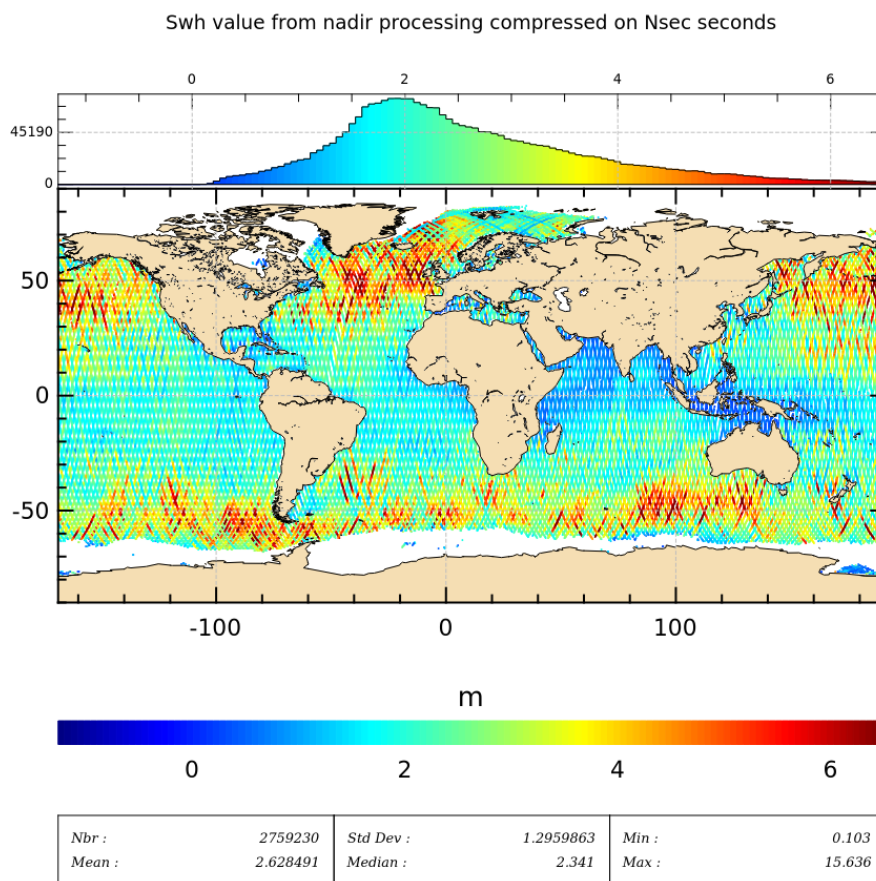 Swh value from nadir processing compressed on Nsec seconds
0 2 4 6
45190
0
50
0
-50
-100 0 100
m
0 2 4 6
Nbr : 2759230 Std Dev : 1.2959863 Min : 0.103
Mean : 2.628491 Median : 2.341 Max : 15.636